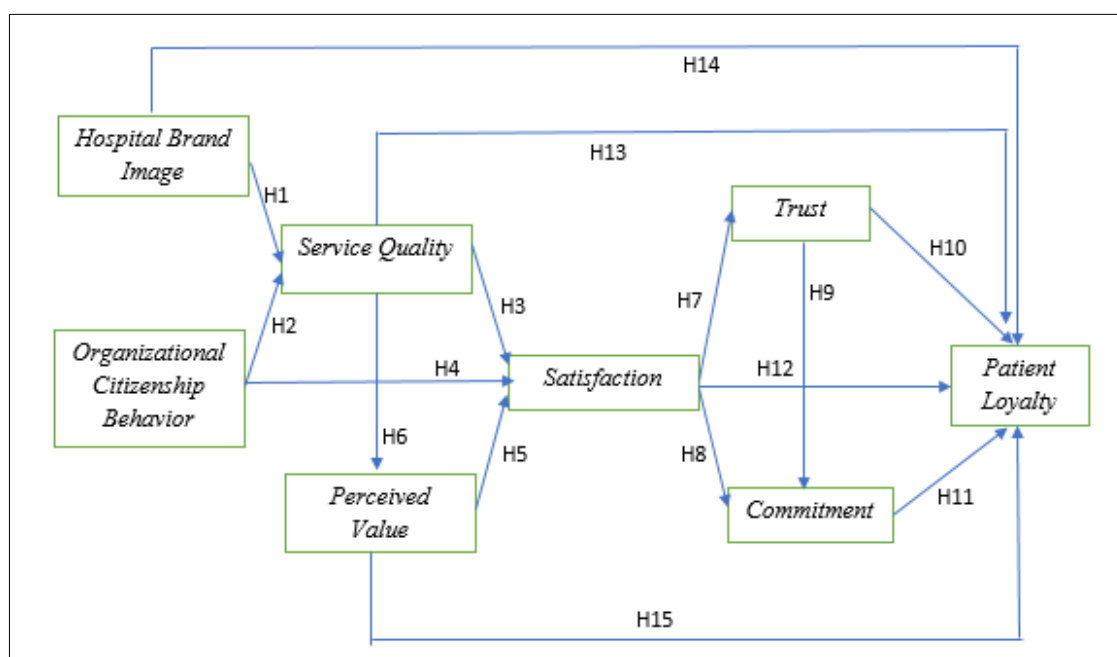 H14
Hospital Brand
Image
H13
H1
Trust
Service Quality
H10
H7
H9
H3
H2
Organizational
Citizenship
Behavior
H4
Satisfaction
H12
Patient
Loyalty
H6
H5
H8
Perceived
Value
Commitment
H11
H15